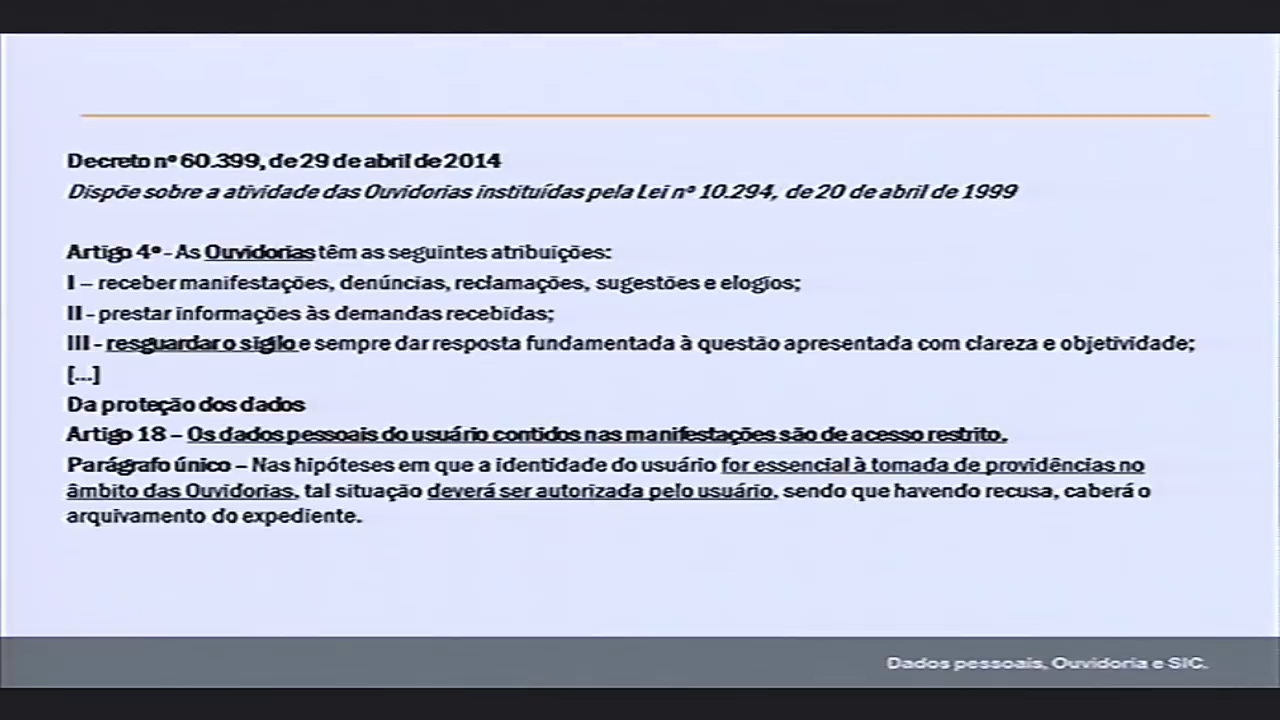 Decreto nº 60.399, de 29 de abril de 2014
Dispõe sobre a atividade das Ouvidorias instituídas pela Lei nº 10.294, de 20 de abril de 1999
Artigo 4º - As Ouvidorias têm as seguintes atribuições:
I – receber manifestações, denúncias, reclamações, sugestões e elogios;
II - prestar informações às demandas recebidas;
III - resguardar o sigilo e sempre dar resposta fundamentada à questão apresentada com clareza e objetividade;
[...]
Da proteção dos dados
Artigo 18 – Os dados pessoais do usuário contidos nas manifestações são de acesso restrito.
Parágrafo único – Nas hipóteses em que a identidade do usuário for essencial à tomada de providências no
âmbito das Ouvidorias, tal situação deverá ser autorizada pelo usuário, sendo que havendo recusa, caberá o
arquivamento do expediente.
Dados pessoais, Ouvidoria e SIC.